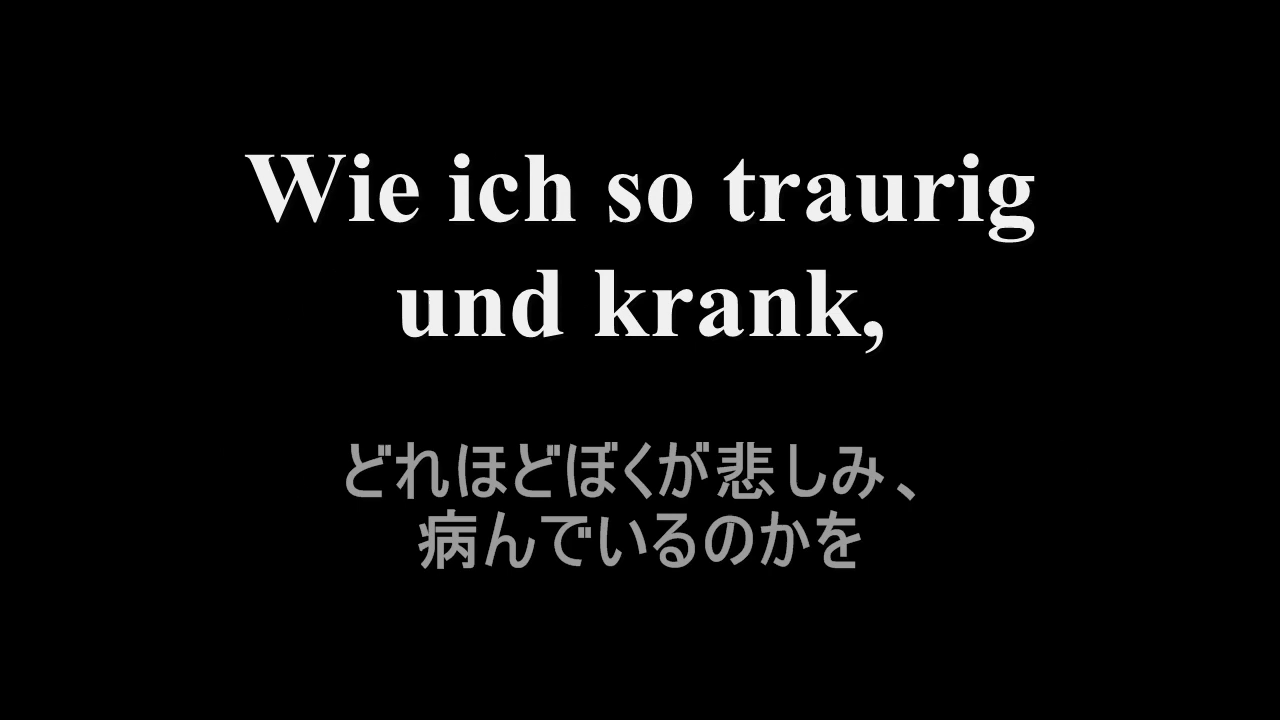 Wie ich so traurig
und krank,
どれほどぼくが悲しみ、
病んでいるのかを